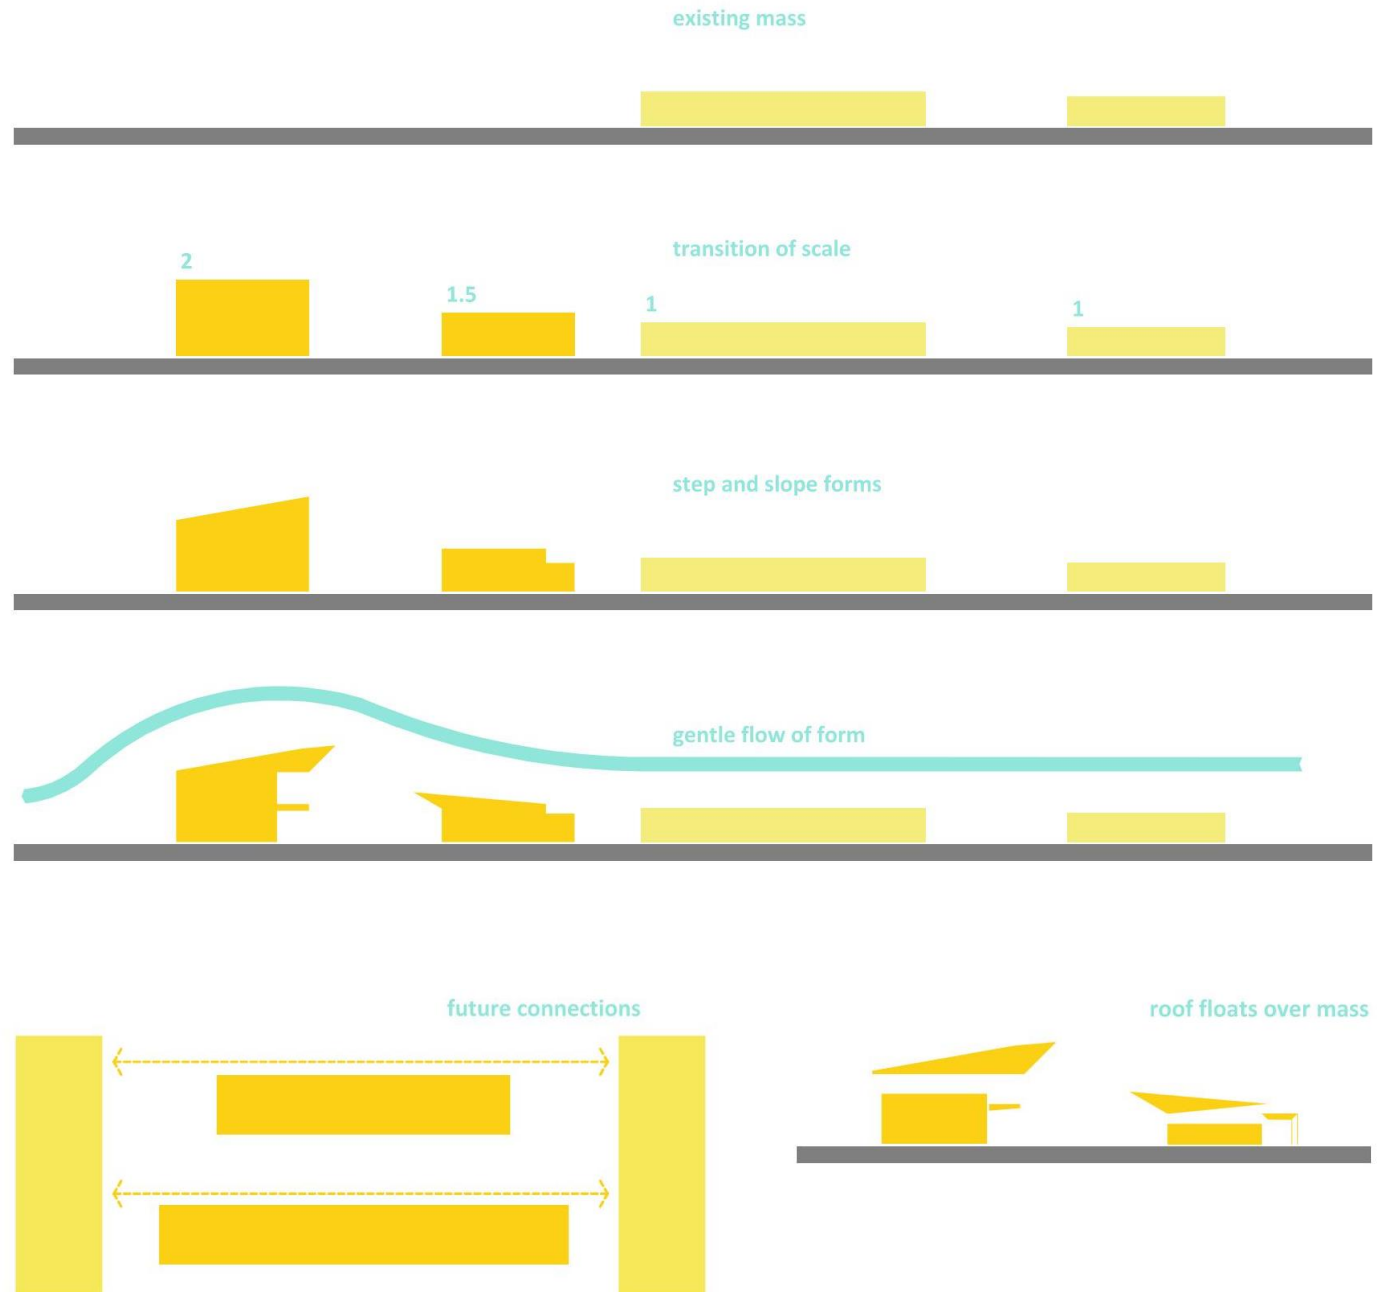 existing mass
transition of scale
2
1.5
1
1
step and slope forms
gentle flow of form
future connections
roof floats over mass